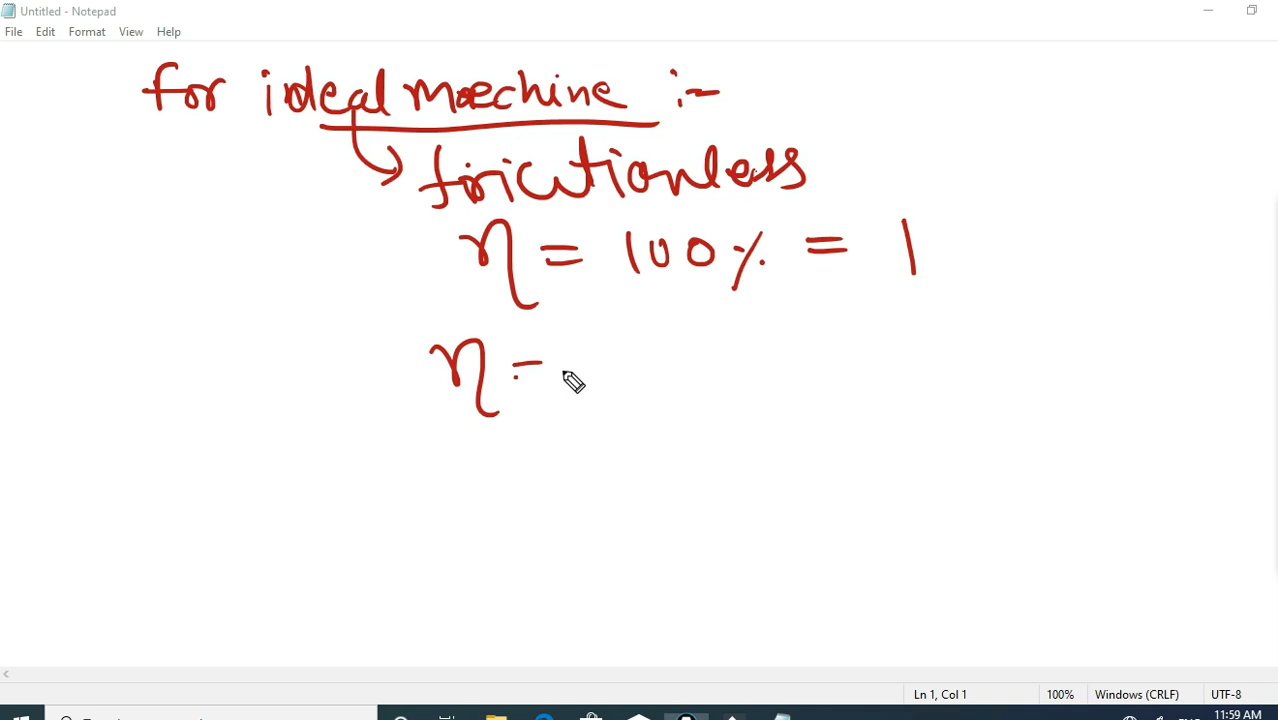 Untitled - Notepad
File Edit Format View Help
for ideal machine :-
frictionless
η = 100% = 1
η =
Ln 1, Col 1 100% Windows (CRLF) UTF-8
11:59 AM